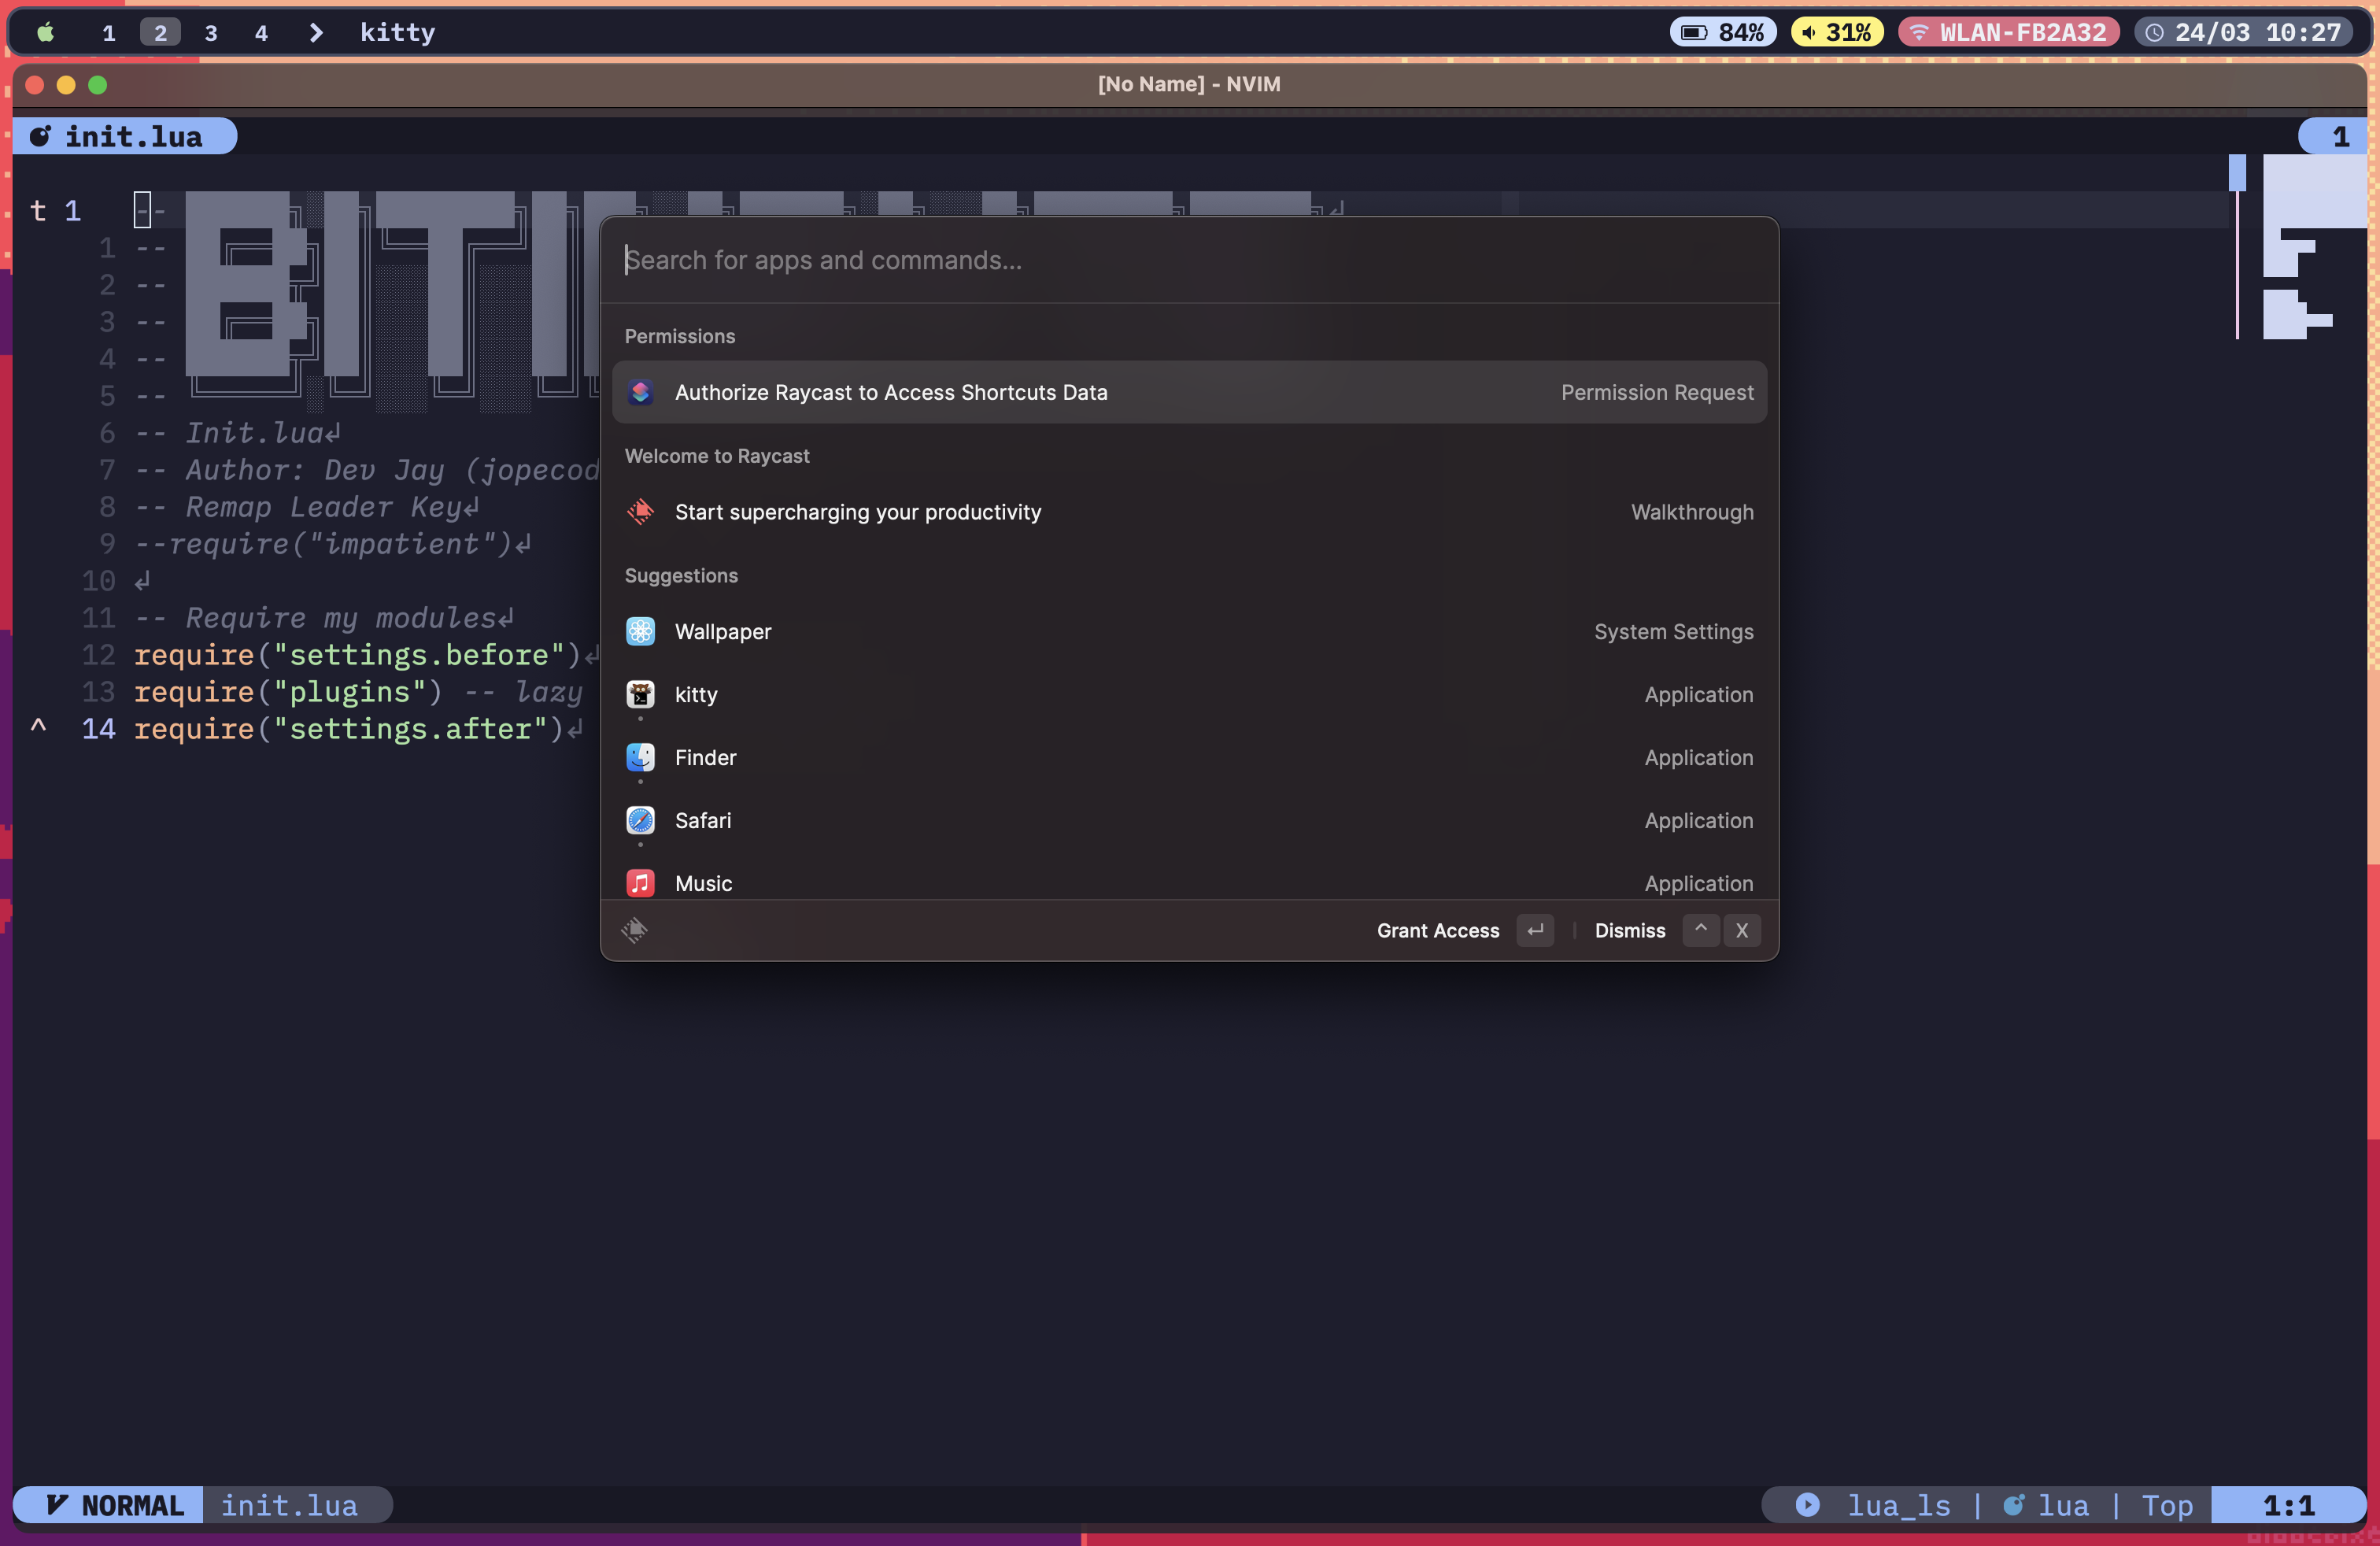 1 2 3 4 kitty 84% 31% WLAN-FB2A32 24/03 10:27
[No Name] - NVIM
init.lua 1
t 1 --
1 --
2 --
3 --
4 --
5 --
6 -- Init.lua↲
7 -- Author: Dev Jay (jopecod
8 -- Remap Leader Key↲
9 --require("impatient")↲
10 ↲
11 -- Require my modules↲
12 require("settings.before")↲
13 require("plugins") -- lazy
^ 14 require("settings.after")↲
Search for apps and commands...
Permissions
Authorize Raycast to Access Shortcuts Data Permission Request
Welcome to Raycast
Start supercharging your productivity Walkthrough
Suggestions
Wallpaper System Settings
kitty Application
Finder Application
Safari Application
Music Application
Grant Access ↵ | Dismiss ^ X
NORMAL init.lua lua_ls | lua | Top 1:1